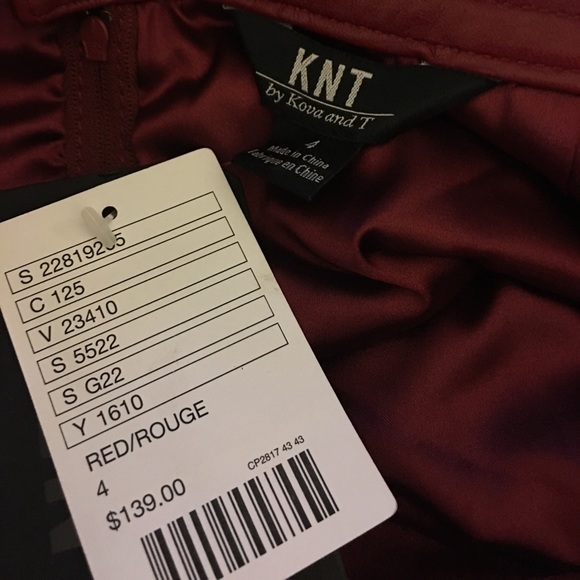 KNT
by Kova and T
4
Made in China
Fabriqué en Chine
S 22819265
C 125
V 23410
S 5522
S G22
Y 1610
RED/ROUGE
4
$139.00
CP2817 43 43